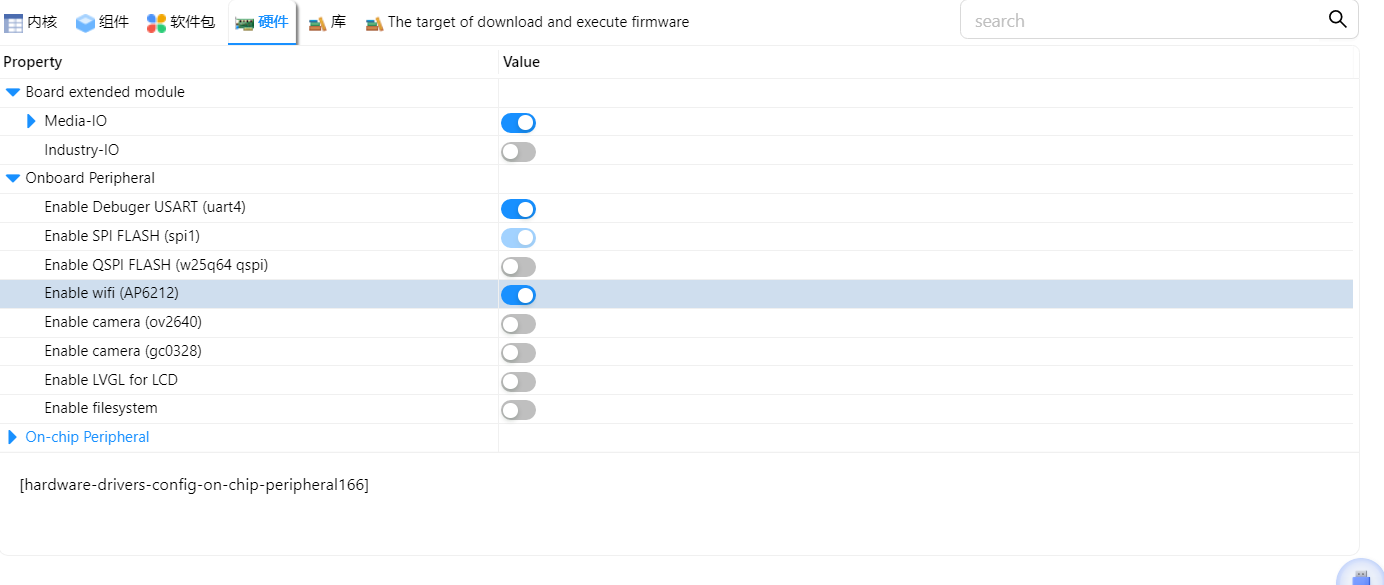 内核 组件 软件包 硬件 库 The target of download and execute firmware search
Property Value
Board extended module
Media-IO
Industry-IO
Onboard Peripheral
Enable Debuger USART (uart4)
Enable SPI FLASH (spi1)
Enable QSPI FLASH (w25q64 qspi)
Enable wifi (AP6212)
Enable camera (ov2640)
Enable camera (gc0328)
Enable LVGL for LCD
Enable filesystem
On-chip Peripheral
[hardware-drivers-config-on-chip-peripheral166]